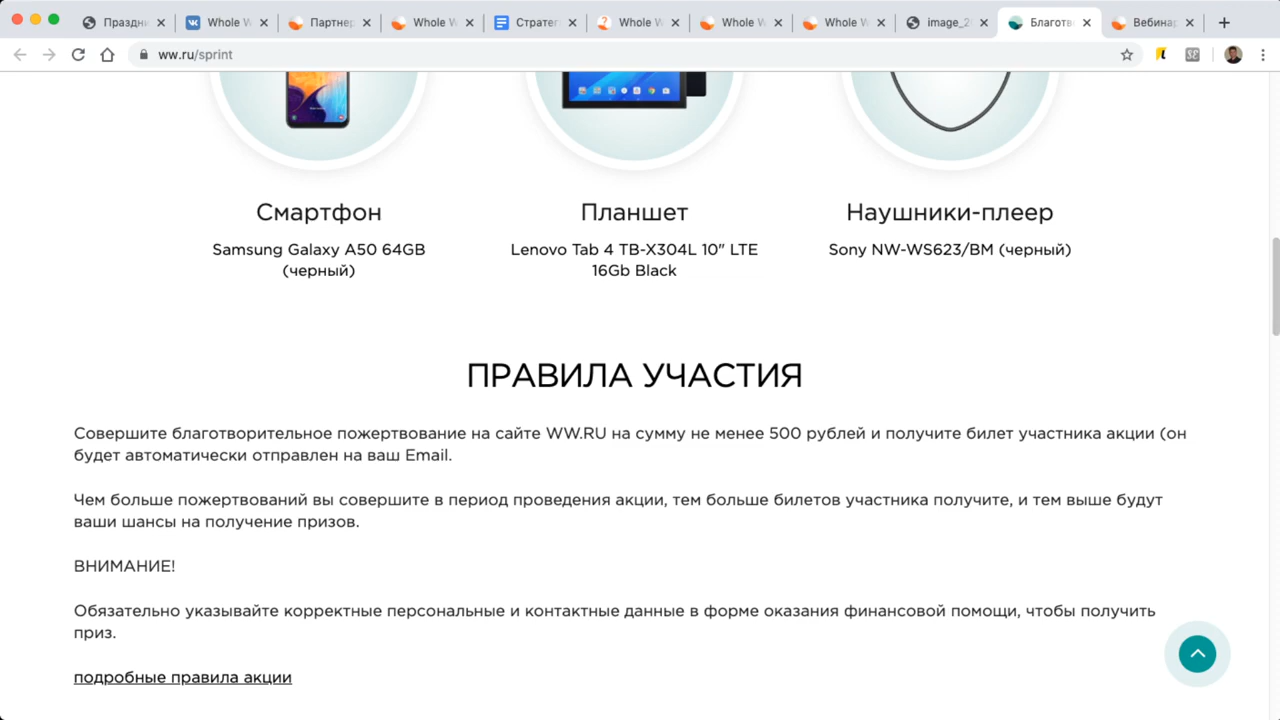 Праздни
Whole W
Партнер
Whole W
Стратег
Whole W
Whole W
Whole W
image_2
Благотв
Вебинар
ww.ru/sprint
Смартфон
Планшет
Наушники-плеер
Samsung Galaxy A50 64GB
(черный)
Lenovo Tab 4 TB-X304L 10" LTE
16Gb Black
Sony NW-WS623/BM (черный)
ПРАВИЛА УЧАСТИЯ
Совершите благотворительное пожертвование на сайте WW.RU на сумму не менее 500 рублей и получите билет участника акции (он
будет автоматически отправлен на ваш Email.
Чем больше пожертвований вы совершите в период проведения акции, тем больше билетов участника получите, и тем выше будут
ваши шансы на получение призов.
ВНИМАНИЕ!
Обязательно указывайте корректные персональные и контактные данные в форме оказания финансовой помощи, чтобы получить
приз.
подробные правила акции